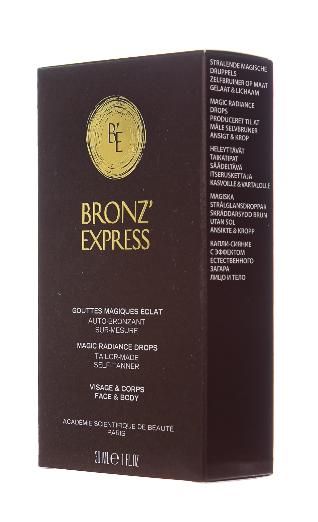 B'E
BRONZ'
EXPRESS
GOUTTES MAGIQUES ÉCLAT
AUTO-BRONZANT
SUR-MESURE
MAGIC RADIANCE DROPS
TAILOR-MADE
SELF-TANNER
VISAGE & CORPS
FACE & BODY
ACADÉMIE SCIENTIFIQUE DE BEAUTÉ
PARIS
30 ML e 1 FL OZ
STRALENDE MAGISCHE
DRUPPELS
ZELFBRUINER OP MAAT
GELAAT & LICHAAM
MAGIC RADIANCE
DROPS
PRODUCERET TIL AT
MÅLE SELVBRUNER
ANSIGT & KROP
HELEYTTÄVÄT
TAIKATIPAT
SÄÄDELTÄVÄ
ITSERUSKETTAJA
KASVOILLE & VARTALOLLE
MAGISKA
STRÅLGLANSDROPPAR
SKRÄDDARSYDD BRUN
UTAN SOL
ANSIKTE & KROPP
КАПЛИ-СИЯНИЕ
С ЭФФЕКТОМ
ЕСТЕСТВЕННОГО
ЗАГАРА
ЛИЦО И ТЕЛО